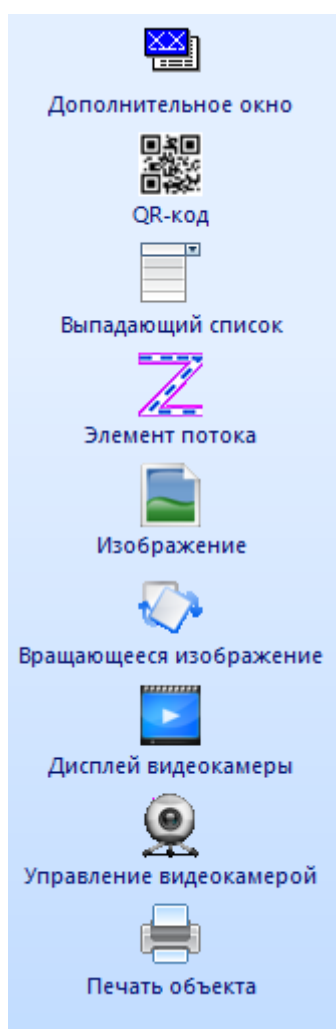 Дополнительное окно
QR-код
Выпадающий список
Элемент потока
Изображение
Вращающееся изображение
Дисплей видеокамеры
Управление видеокамерой
Печать объекта